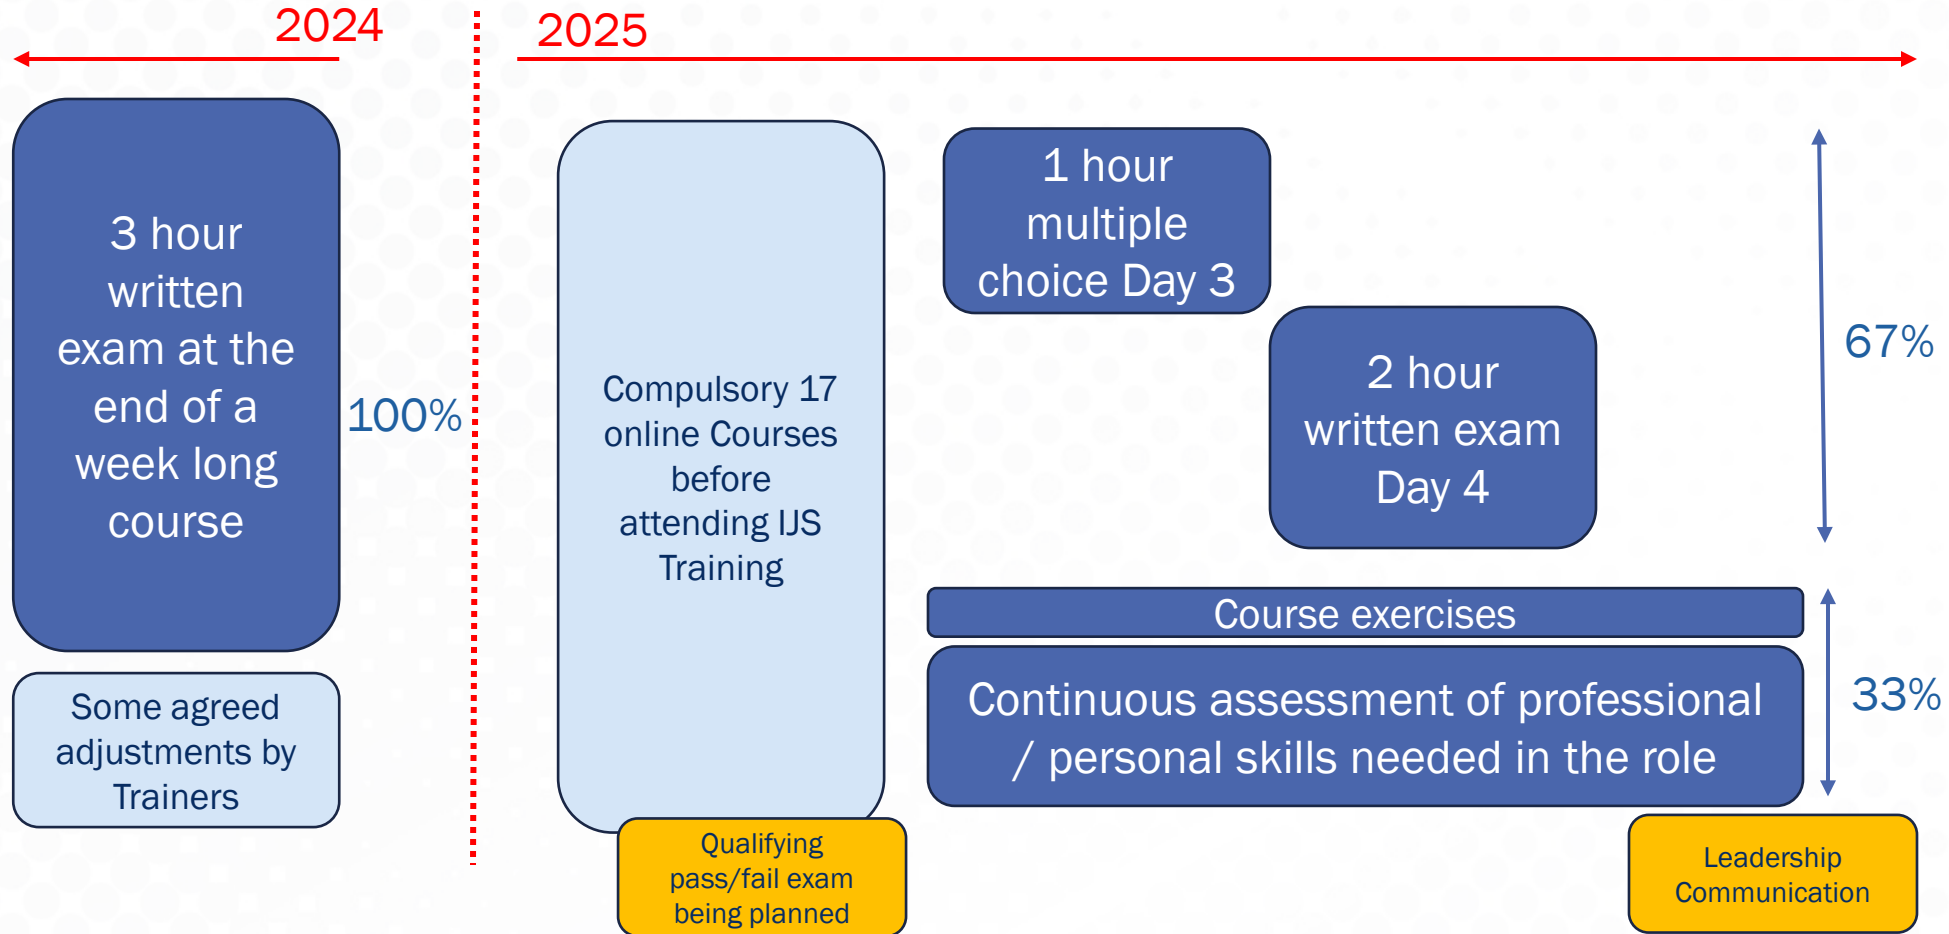 2024
2025
3 hour
written
exam at the
end of a
week long
course
100%
Some agreed
adjustments by
Trainers
Compulsory 17
online Courses
before
attending IJS
Training
Qualifying
pass/fail exam
being planned
1 hour
multiple
choice Day 3
2 hour
written exam
Day 4
67%
Course exercises
Continuous assessment of professional
/ personal skills needed in the role
33%
Leadership
Communication